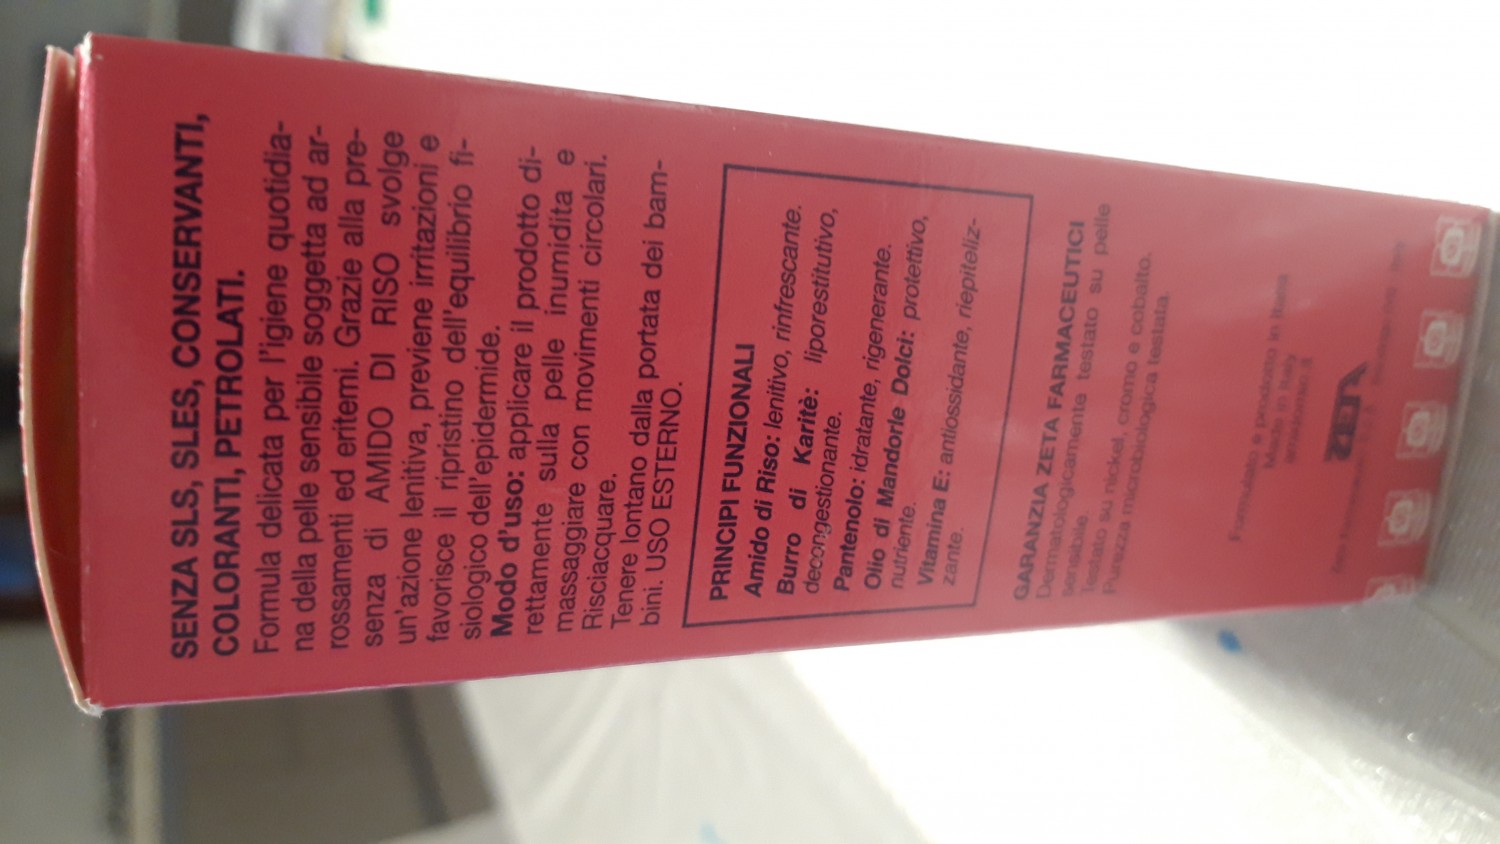 SENZA SLS, SLES, CONSERVANTI,
COLORANTI, PETROLATI.
Formula delicata per l'igiene quotidia-
na della pelle sensibile soggetta ad ar-
rossamenti ed eritemi. Grazie alla pre-
senza di AMIDO DI RISO svolge
un'azione lenitiva, previene irritazioni e
favorisce il ripristino dell'equilibrio fi-
siologico dell'epidermide.
Modo d'uso: applicare il prodotto di-
rettamente sulla pelle inumidita e
massaggiare con movimenti circolari.
Risciacquare.
Tenere lontano dalla portata dei bam-
bini. USO ESTERNO.
PRINCIPI FUNZIONALI
Amido di Riso: lenitivo, rinfrescante.
Burro di Karitè: liporestitutivo,
decongestionante.
Pantenolo: idratante, rigenerante.
Olio di Mandorle Dolci: protettivo,
nutriente.
Vitamina E: antiossidante, riepiteliz-
zante.
GARANZIA ZETA FARMACEUTICI
Dermatologicamente testato su pelle
sensibile.
Testato su nickel, cromo e cobalto.
Purezza microbiologica testata.
Formulato e prodotto in Italia
Made in Italy
ZETA